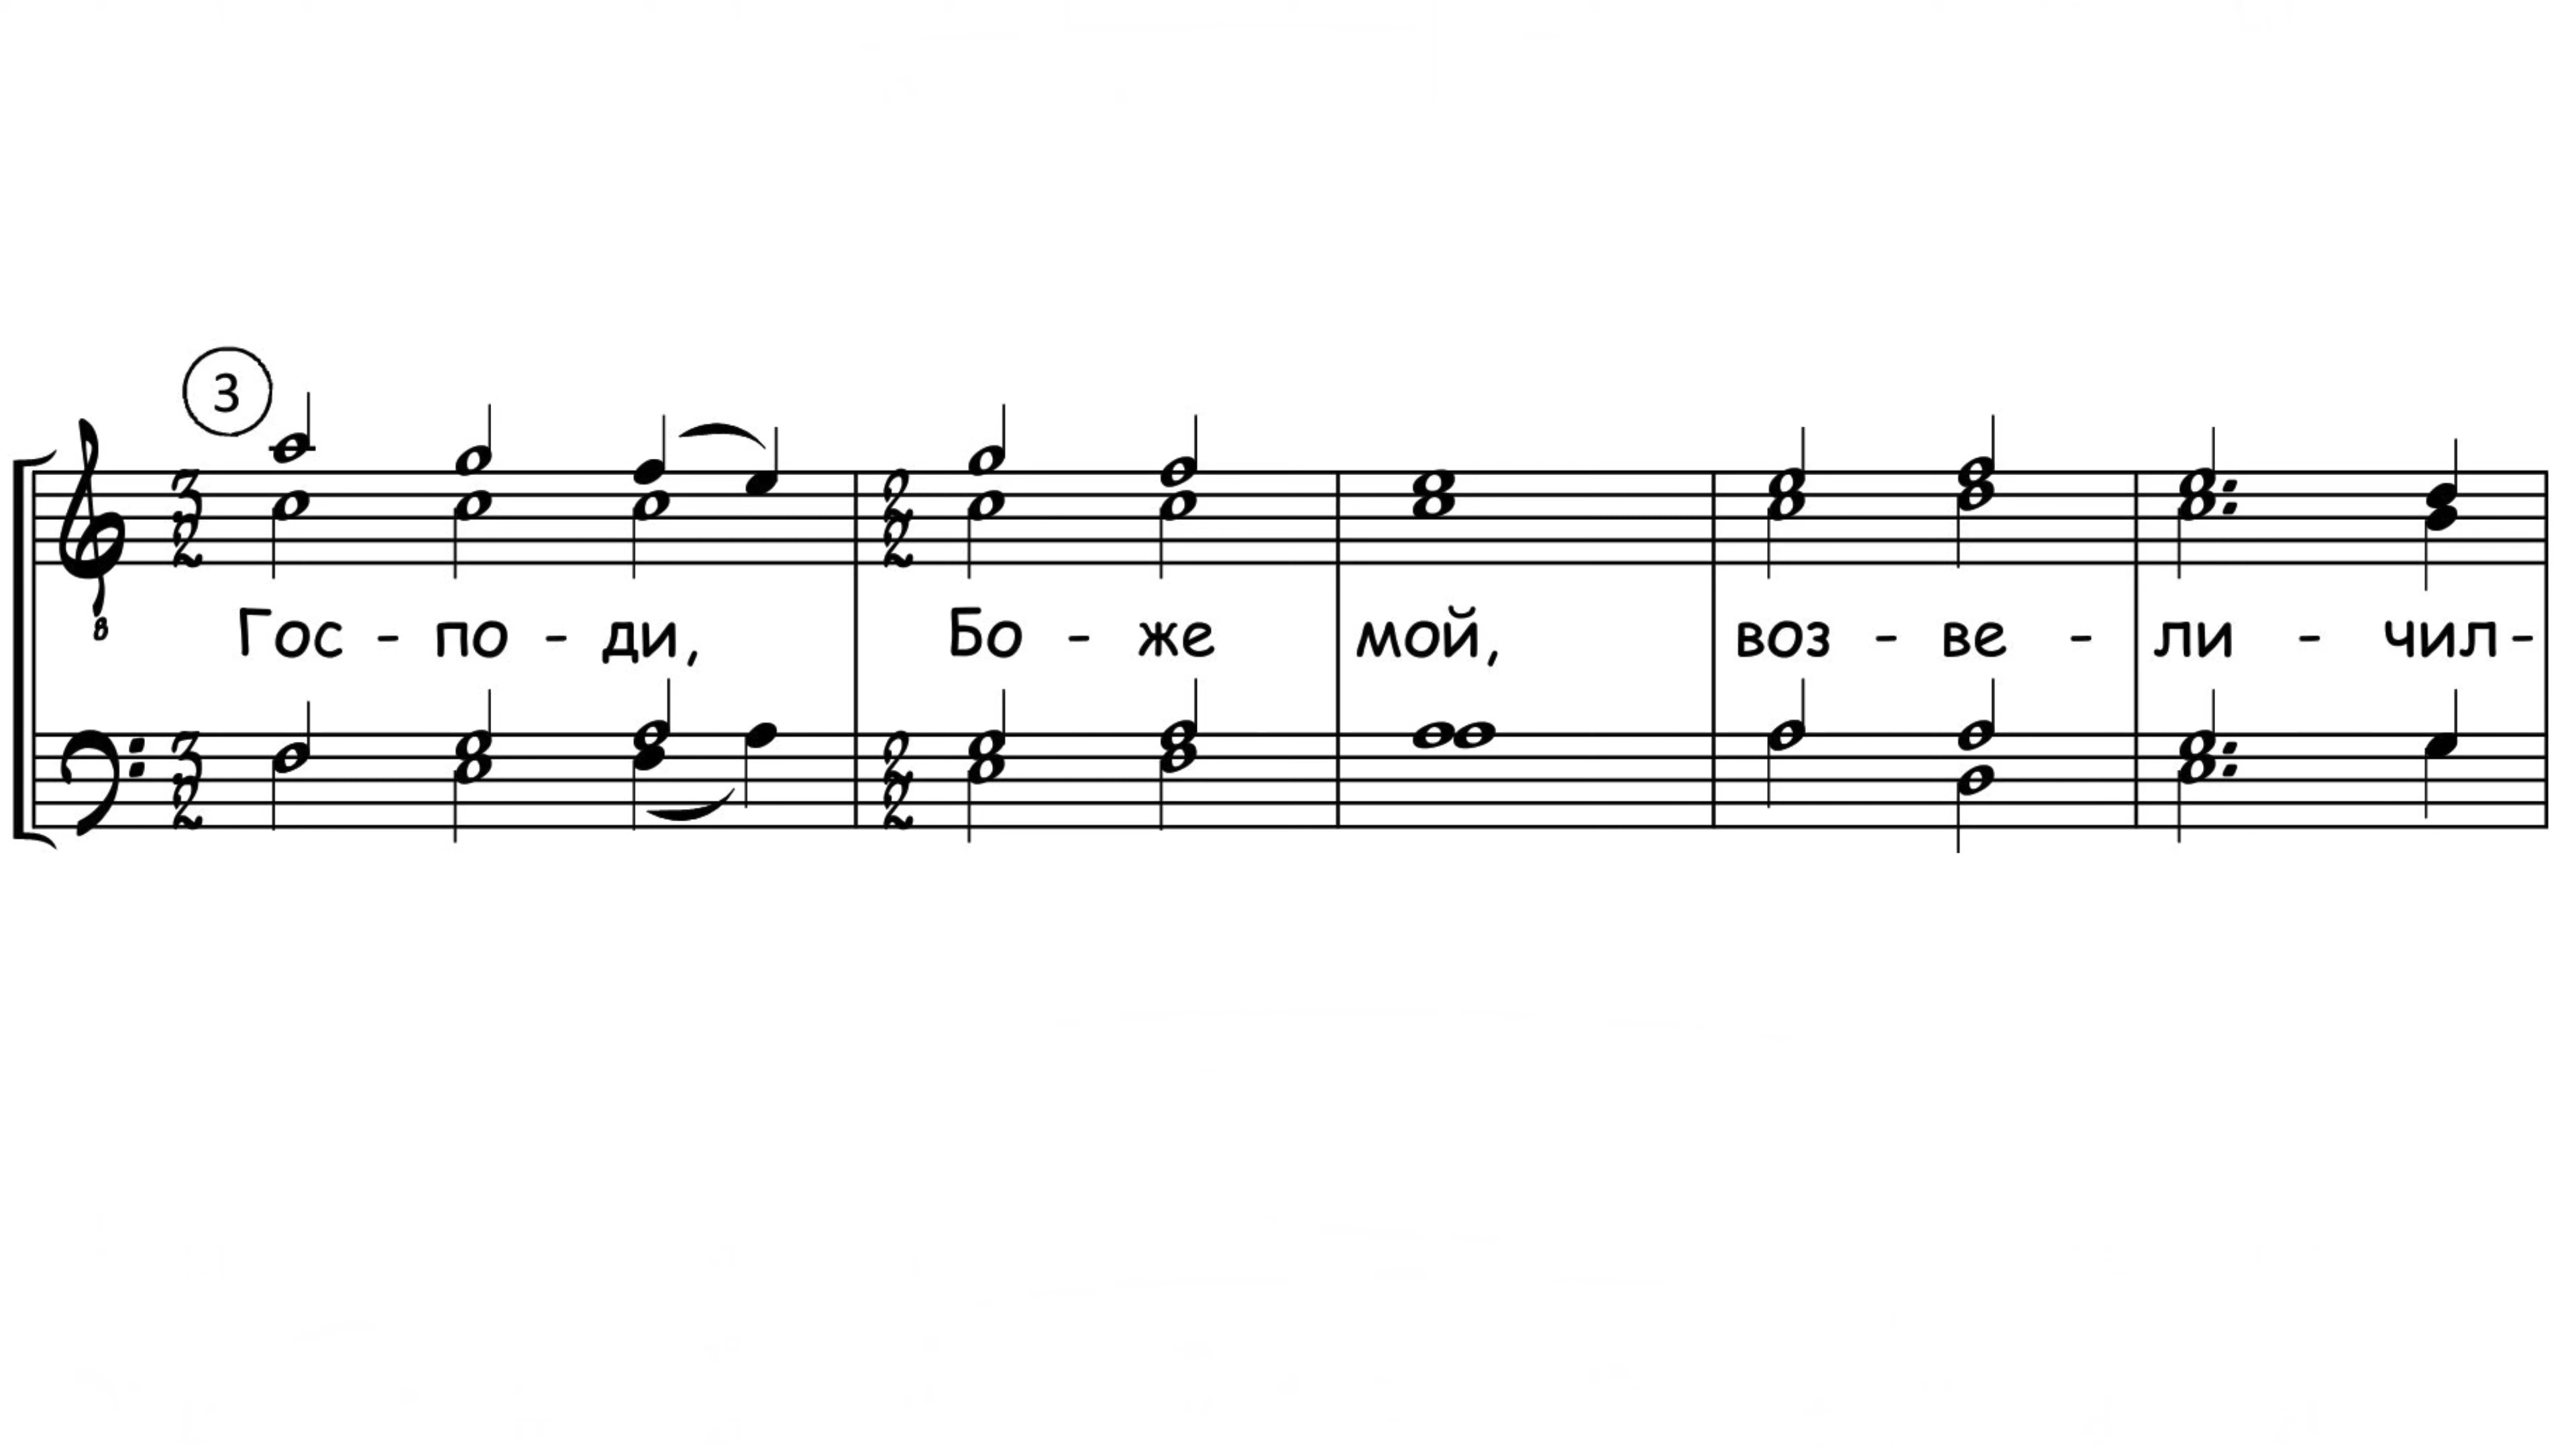 3
Гос - по - ди, Бо - же мой, воз - ве - ли - чил -